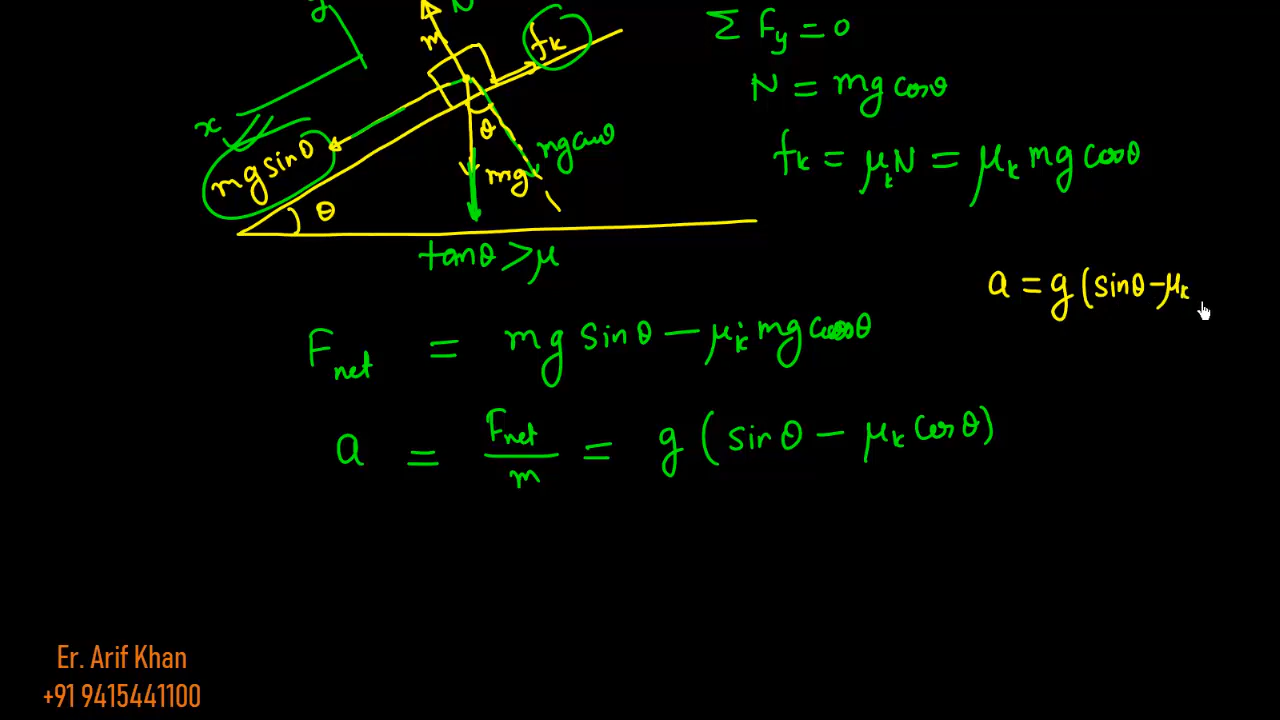 y
N
m
fk
Σ Fy = 0
N = mg cosθ
x
mg sinθ
θ
mg
mg cosθ
fk = μkN = μk mg cosθ
θ
tanθ > μ
a = g (sinθ - μk
Fnet = mg sinθ - μk mg cosθ
a = Fnet/m = g (sinθ - μk cosθ)
Er. Arif Khan
+91 9415441100